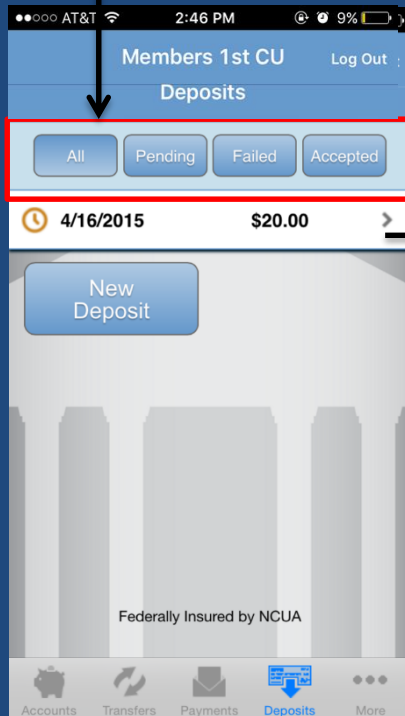 AT&T 2:46 PM 9%
Members 1st CU Log Out
Deposits
All Pending Failed Accepted
4/16/2015 $20.00
New
Deposit
Federally Insured by NCUA
Accounts Transfers Payments Deposits More